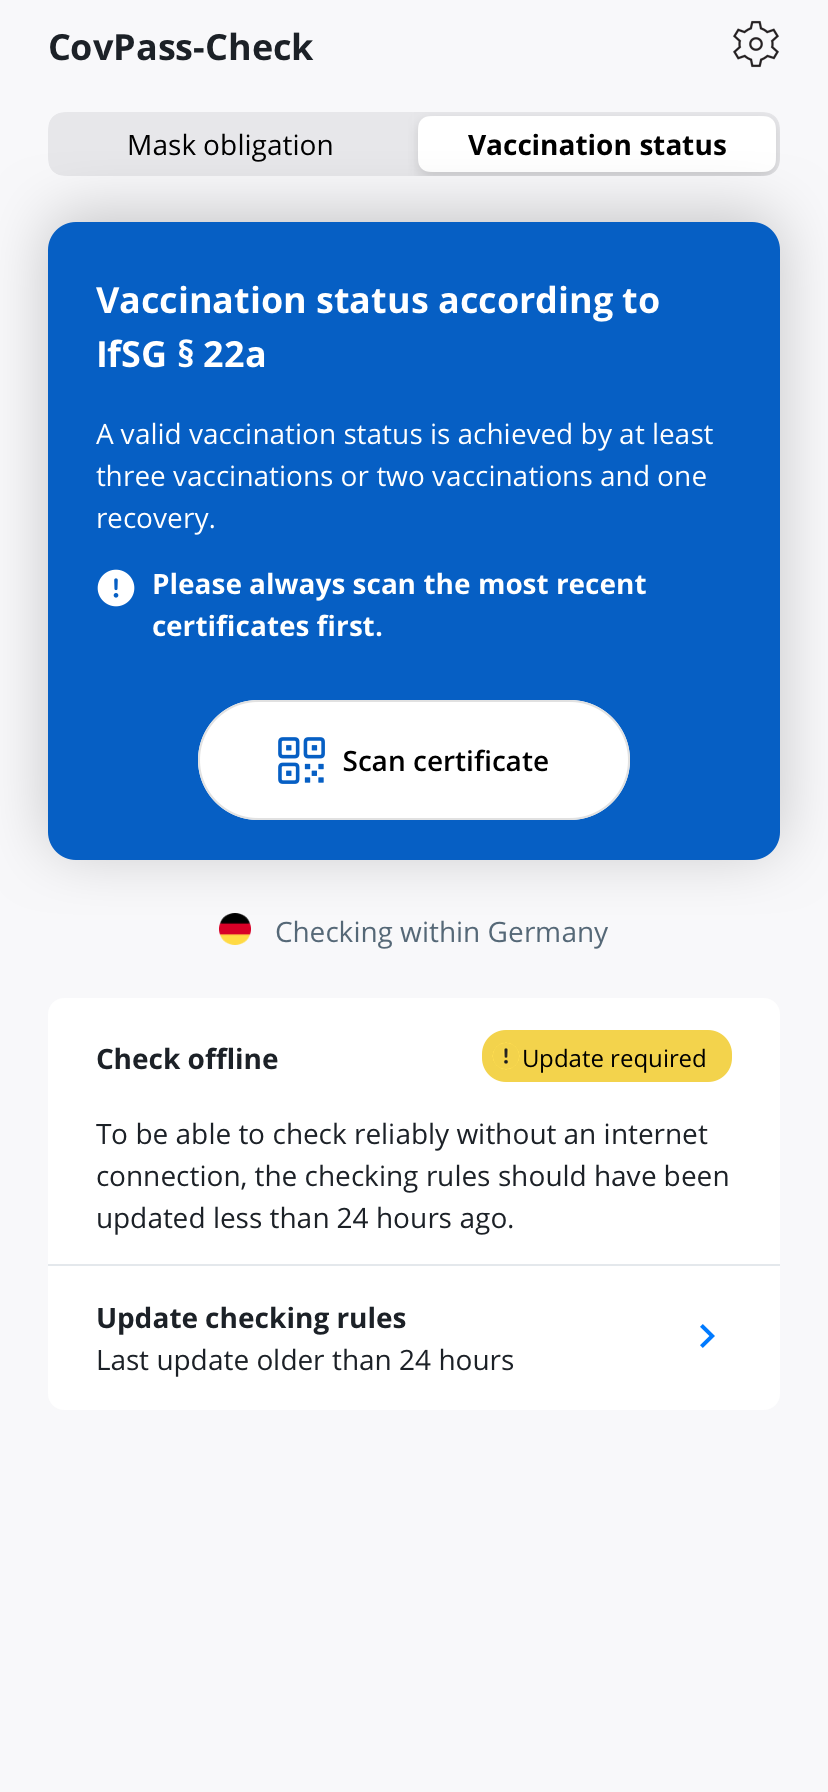 CovPass-Check
Mask obligation
Vaccination status
Vaccination status according to
IfSG § 22a
A valid vaccination status is achieved by at least
three vaccinations or two vaccinations and one
recovery.
Please always scan the most recent
certificates first.
Scan certificate
Checking within Germany
Check offline
! Update required
To be able to check reliably without an internet
connection, the checking rules should have been
updated less than 24 hours ago.
Update checking rules
Last update older than 24 hours